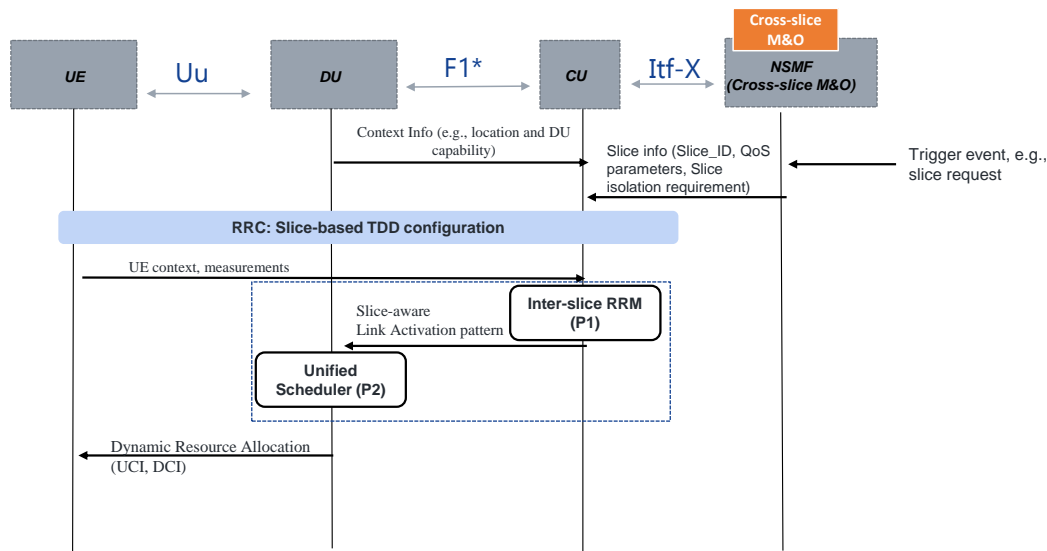 Cross-slice
M&O
UE
Uu
DU
F1*
CU
Itf-X
NSMF
(Cross-slice M&O)
Context Info (e.g., location and DU
capability)
Slice info (Slice_ID, QoS
parameters, Slice
isolation requirement)
Trigger event, e.g.,
slice request
RRC: Slice-based TDD configuration
UE context, measurements
Inter-slice RRM
(P1)
Slice-aware
Link Activation pattern
Unified
Scheduler (P2)
Dynamic Resource Allocation
(UCI, DCI)